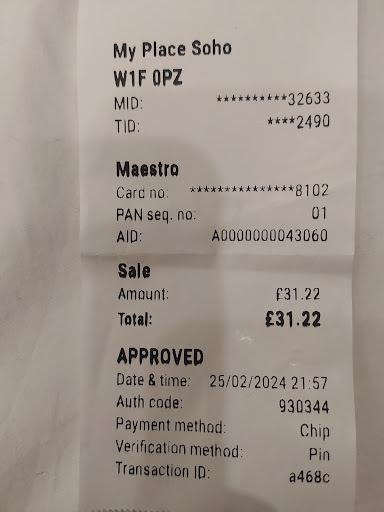 My Place Soho
W1F 0PZ
MID: **********32633
TID: ****2490
Maestro
Card no: ***************8102
PAN seq. no: 01
AID: A0000000043060
Sale
Amount: £31.22
Total: £31.22
APPROVED
Date & time: 25/02/2024 21:57
Auth code: 930344
Payment method: Chip
Verification method: Pin
Transaction ID: a468c